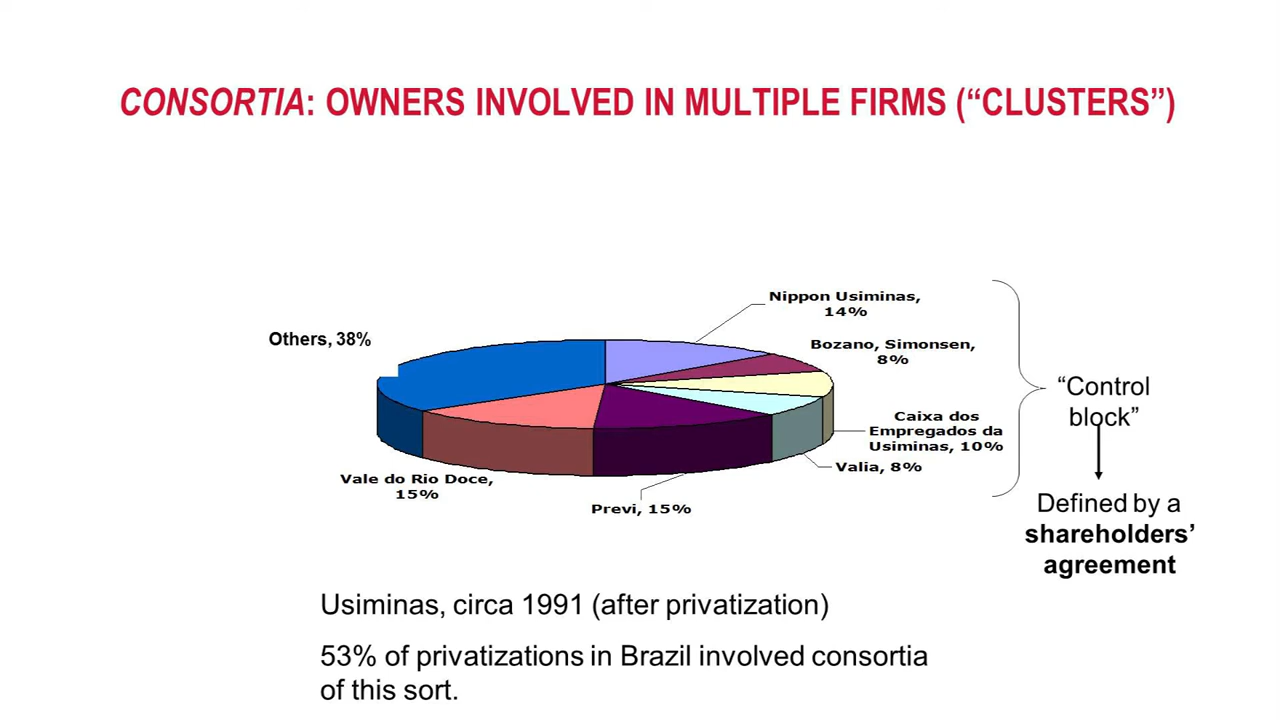 CONSORTIA: OWNERS INVOLVED IN MULTIPLE FIRMS (“CLUSTERS”)
Nippon Usiminas,
14%
Others, 38%
Bozano, Simonsen,
8%
“Control
block”
Caixa dos
Empregados da
Usiminas, 10%
Valia, 8%
Vale do Rio Doce,
15%
Previ, 15%
Defined by a
shareholders’
agreement
Usiminas, circa 1991 (after privatization)
53% of privatizations in Brazil involved consortia
of this sort.